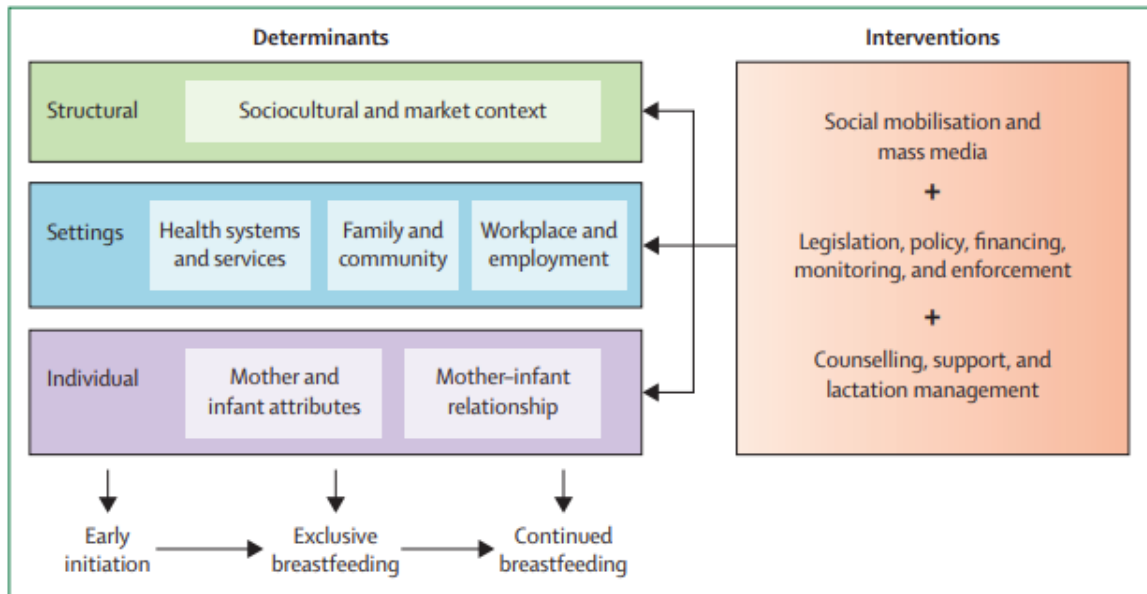 Determinants
Interventions
Structural
Sociocultural and market context
Settings
Health systems
and services
Family and
community
Workplace and
employment
Individual
Mother and
infant attributes
Mother–infant
relationship
Social mobilisation and
mass media
+
Legislation, policy, financing,
monitoring, and enforcement
+
Counselling, support, and
lactation management
Early
initiation
Exclusive
breastfeeding
Continued
breastfeeding